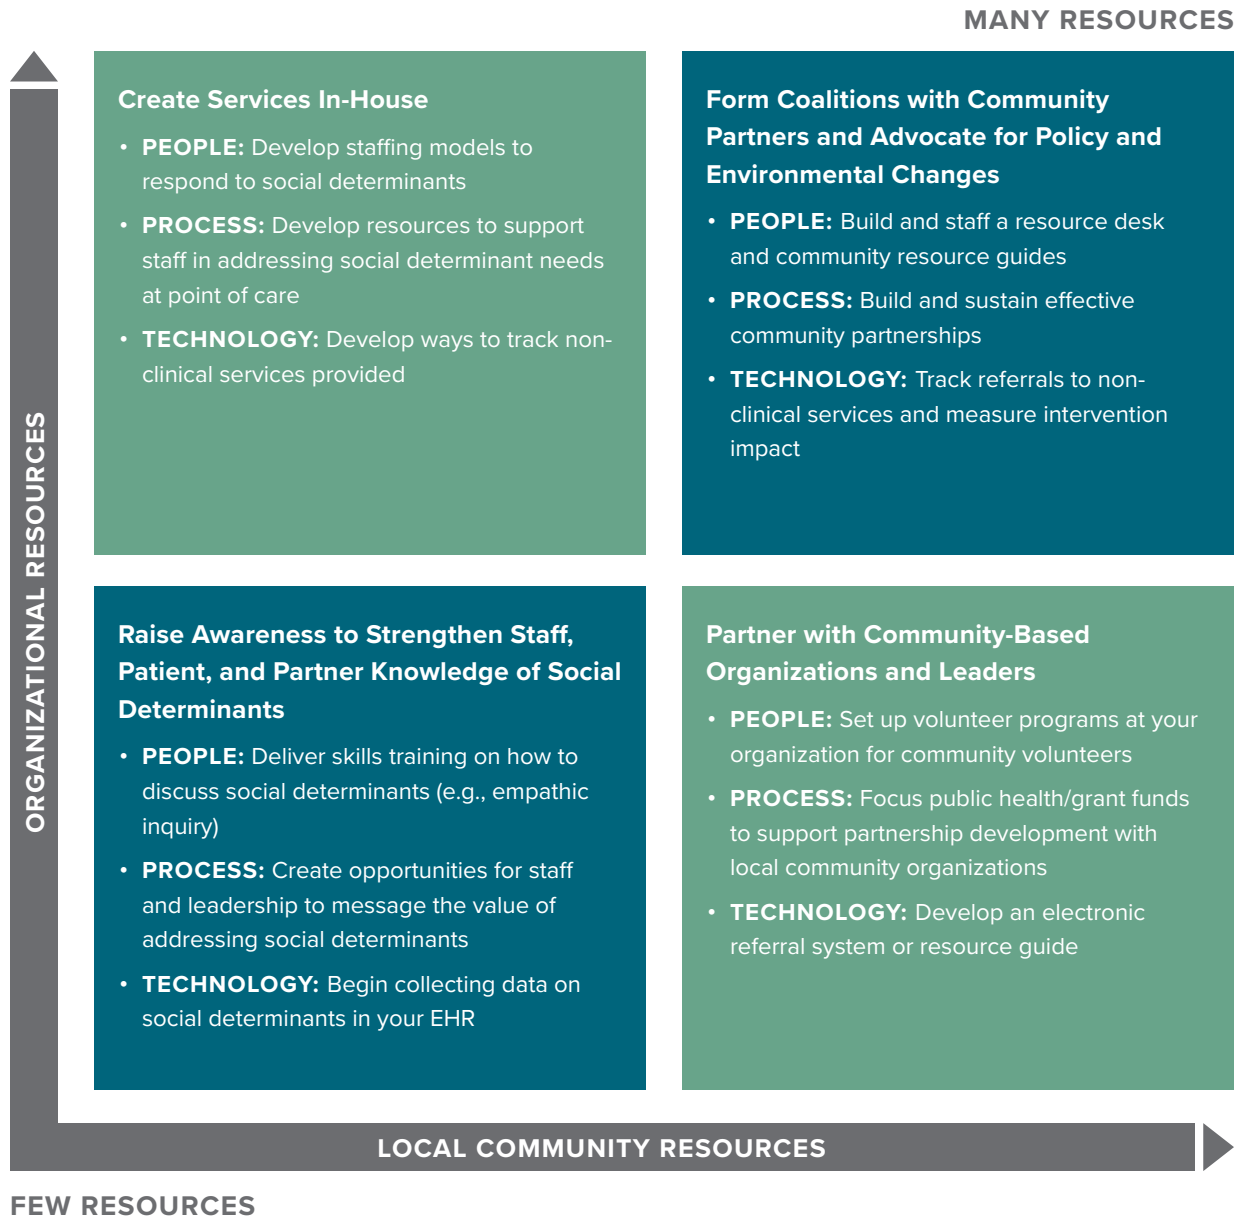 MANY RESOURCES
Create Services In-House
• PEOPLE: Develop staffing models to
respond to social determinants
• PROCESS: Develop resources to support
staff in addressing social determinant needs
at point of care
• TECHNOLOGY: Develop ways to track non-
clinical services provided
Form Coalitions with Community
Partners and Advocate for Policy and
Environmental Changes
• PEOPLE: Build and staff a resource desk
and community resource guides
• PROCESS: Build and sustain effective
community partnerships
• TECHNOLOGY: Track referrals to non-
clinical services and measure intervention
impact
ORGANIZATIONAL RESOURCES
Raise Awareness to Strengthen Staff,
Patient, and Partner Knowledge of Social
Determinants
• PEOPLE: Deliver skills training on how to
discuss social determinants (e.g., empathic
inquiry)
• PROCESS: Create opportunities for staff
and leadership to message the value of
addressing social determinants
• TECHNOLOGY: Begin collecting data on
social determinants in your EHR
Partner with Community-Based
Organizations and Leaders
• PEOPLE: Set up volunteer programs at your
organization for community volunteers
• PROCESS: Focus public health/grant funds
to support partnership development with
local community organizations
• TECHNOLOGY: Develop an electronic
referral system or resource guide
LOCAL COMMUNITY RESOURCES
FEW RESOURCES